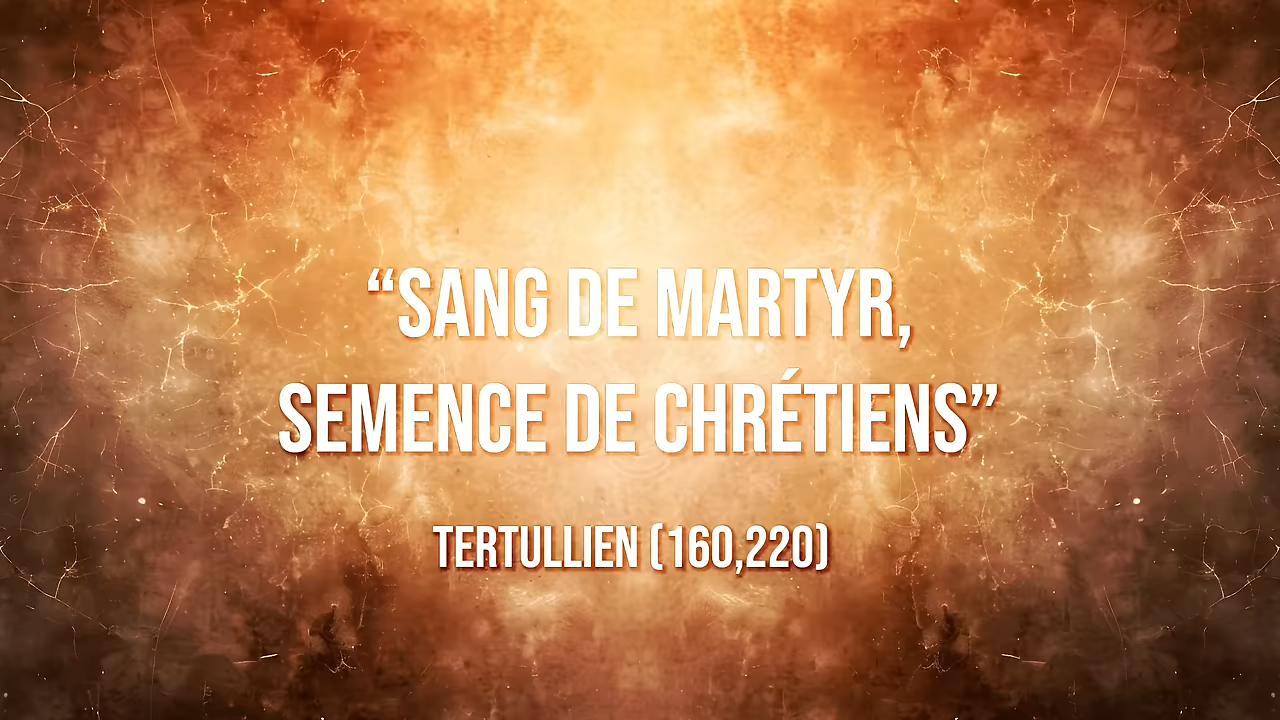 “SANG DE MARTYR,
SEMENCE DE CHRÉTIENS”
TERTULLIEN (160,220)